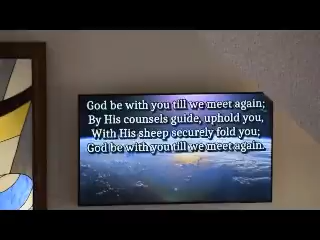 God be with you till we meet again;
By His counsels guide, uphold you,
With His sheep securely fold you;
God be with you till we meet again.